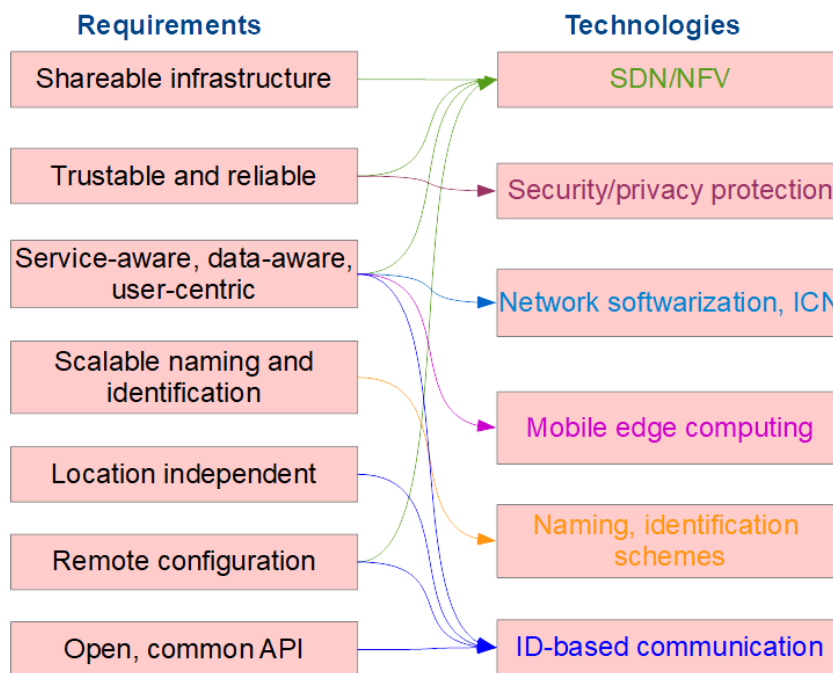 Requirements
Technologies
Shareable infrastructure
SDN/NFV
Trustable and reliable
Security/privacy protection
Service-aware, data-aware,
user-centric
Network softwarization, ICN
Scalable naming and
identification
Mobile edge computing
Location independent
Naming, identification
schemes
Remote configuration
Open, common API
ID-based communication